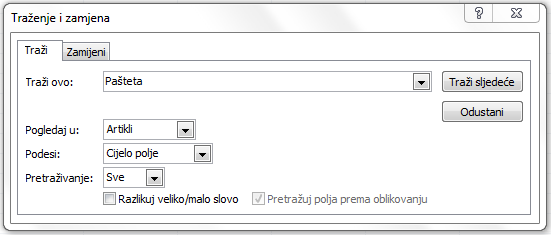 Traženje i zamjena
Traži Zamijeni
Traži ovo: Pašteta Traži sljedeće
Odustani
Pogledaj u: Artikli
Podesi: Cijelo polje
Pretraživanje: Sve
Razlikuj veliko/malo slovo Pretražuj polja prema oblikovanju